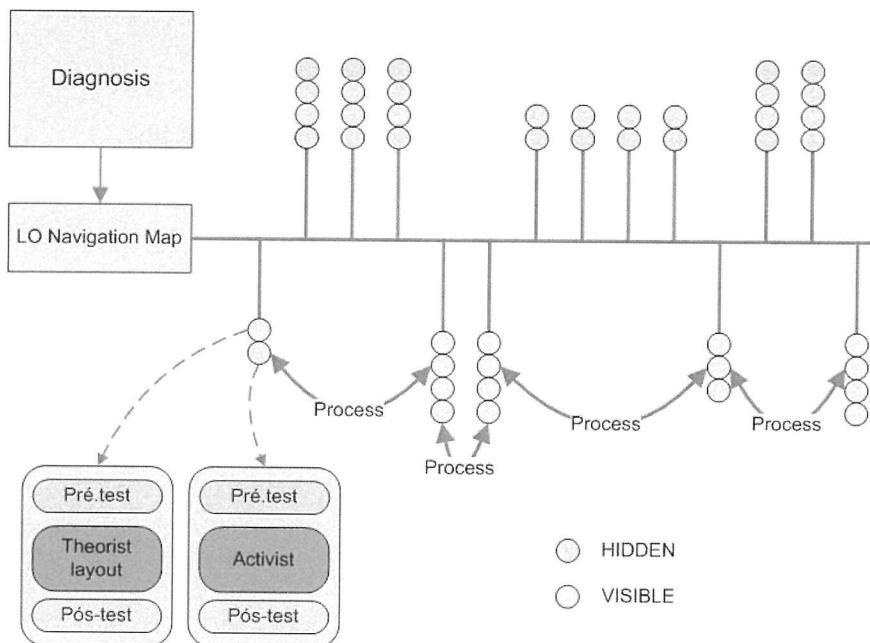 Diagnosis
LO Navigation Map
Process
Process
Process
Process
Pré.test
Theorist
layout
Pós-test
Pré.test
Activist
Pós-test
HIDDEN
VISIBLE